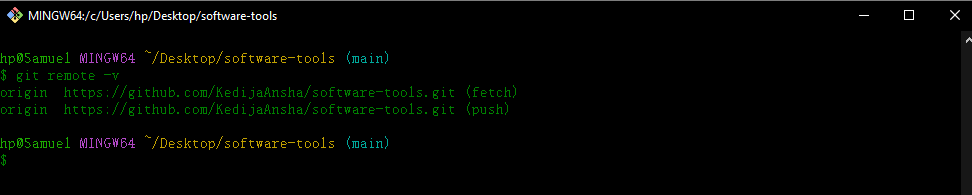 MINGW64:/c/Users/hp/Desktop/software-tools
hp@Samuel MINGW64 ~/Desktop/software-tools (main)
$ git remote -v
origin  https://github.com/KedijaAnsha/software-tools.git (fetch)
origin  https://github.com/KedijaAnsha/software-tools.git (push)
hp@Samuel MINGW64 ~/Desktop/software-tools (main)
$